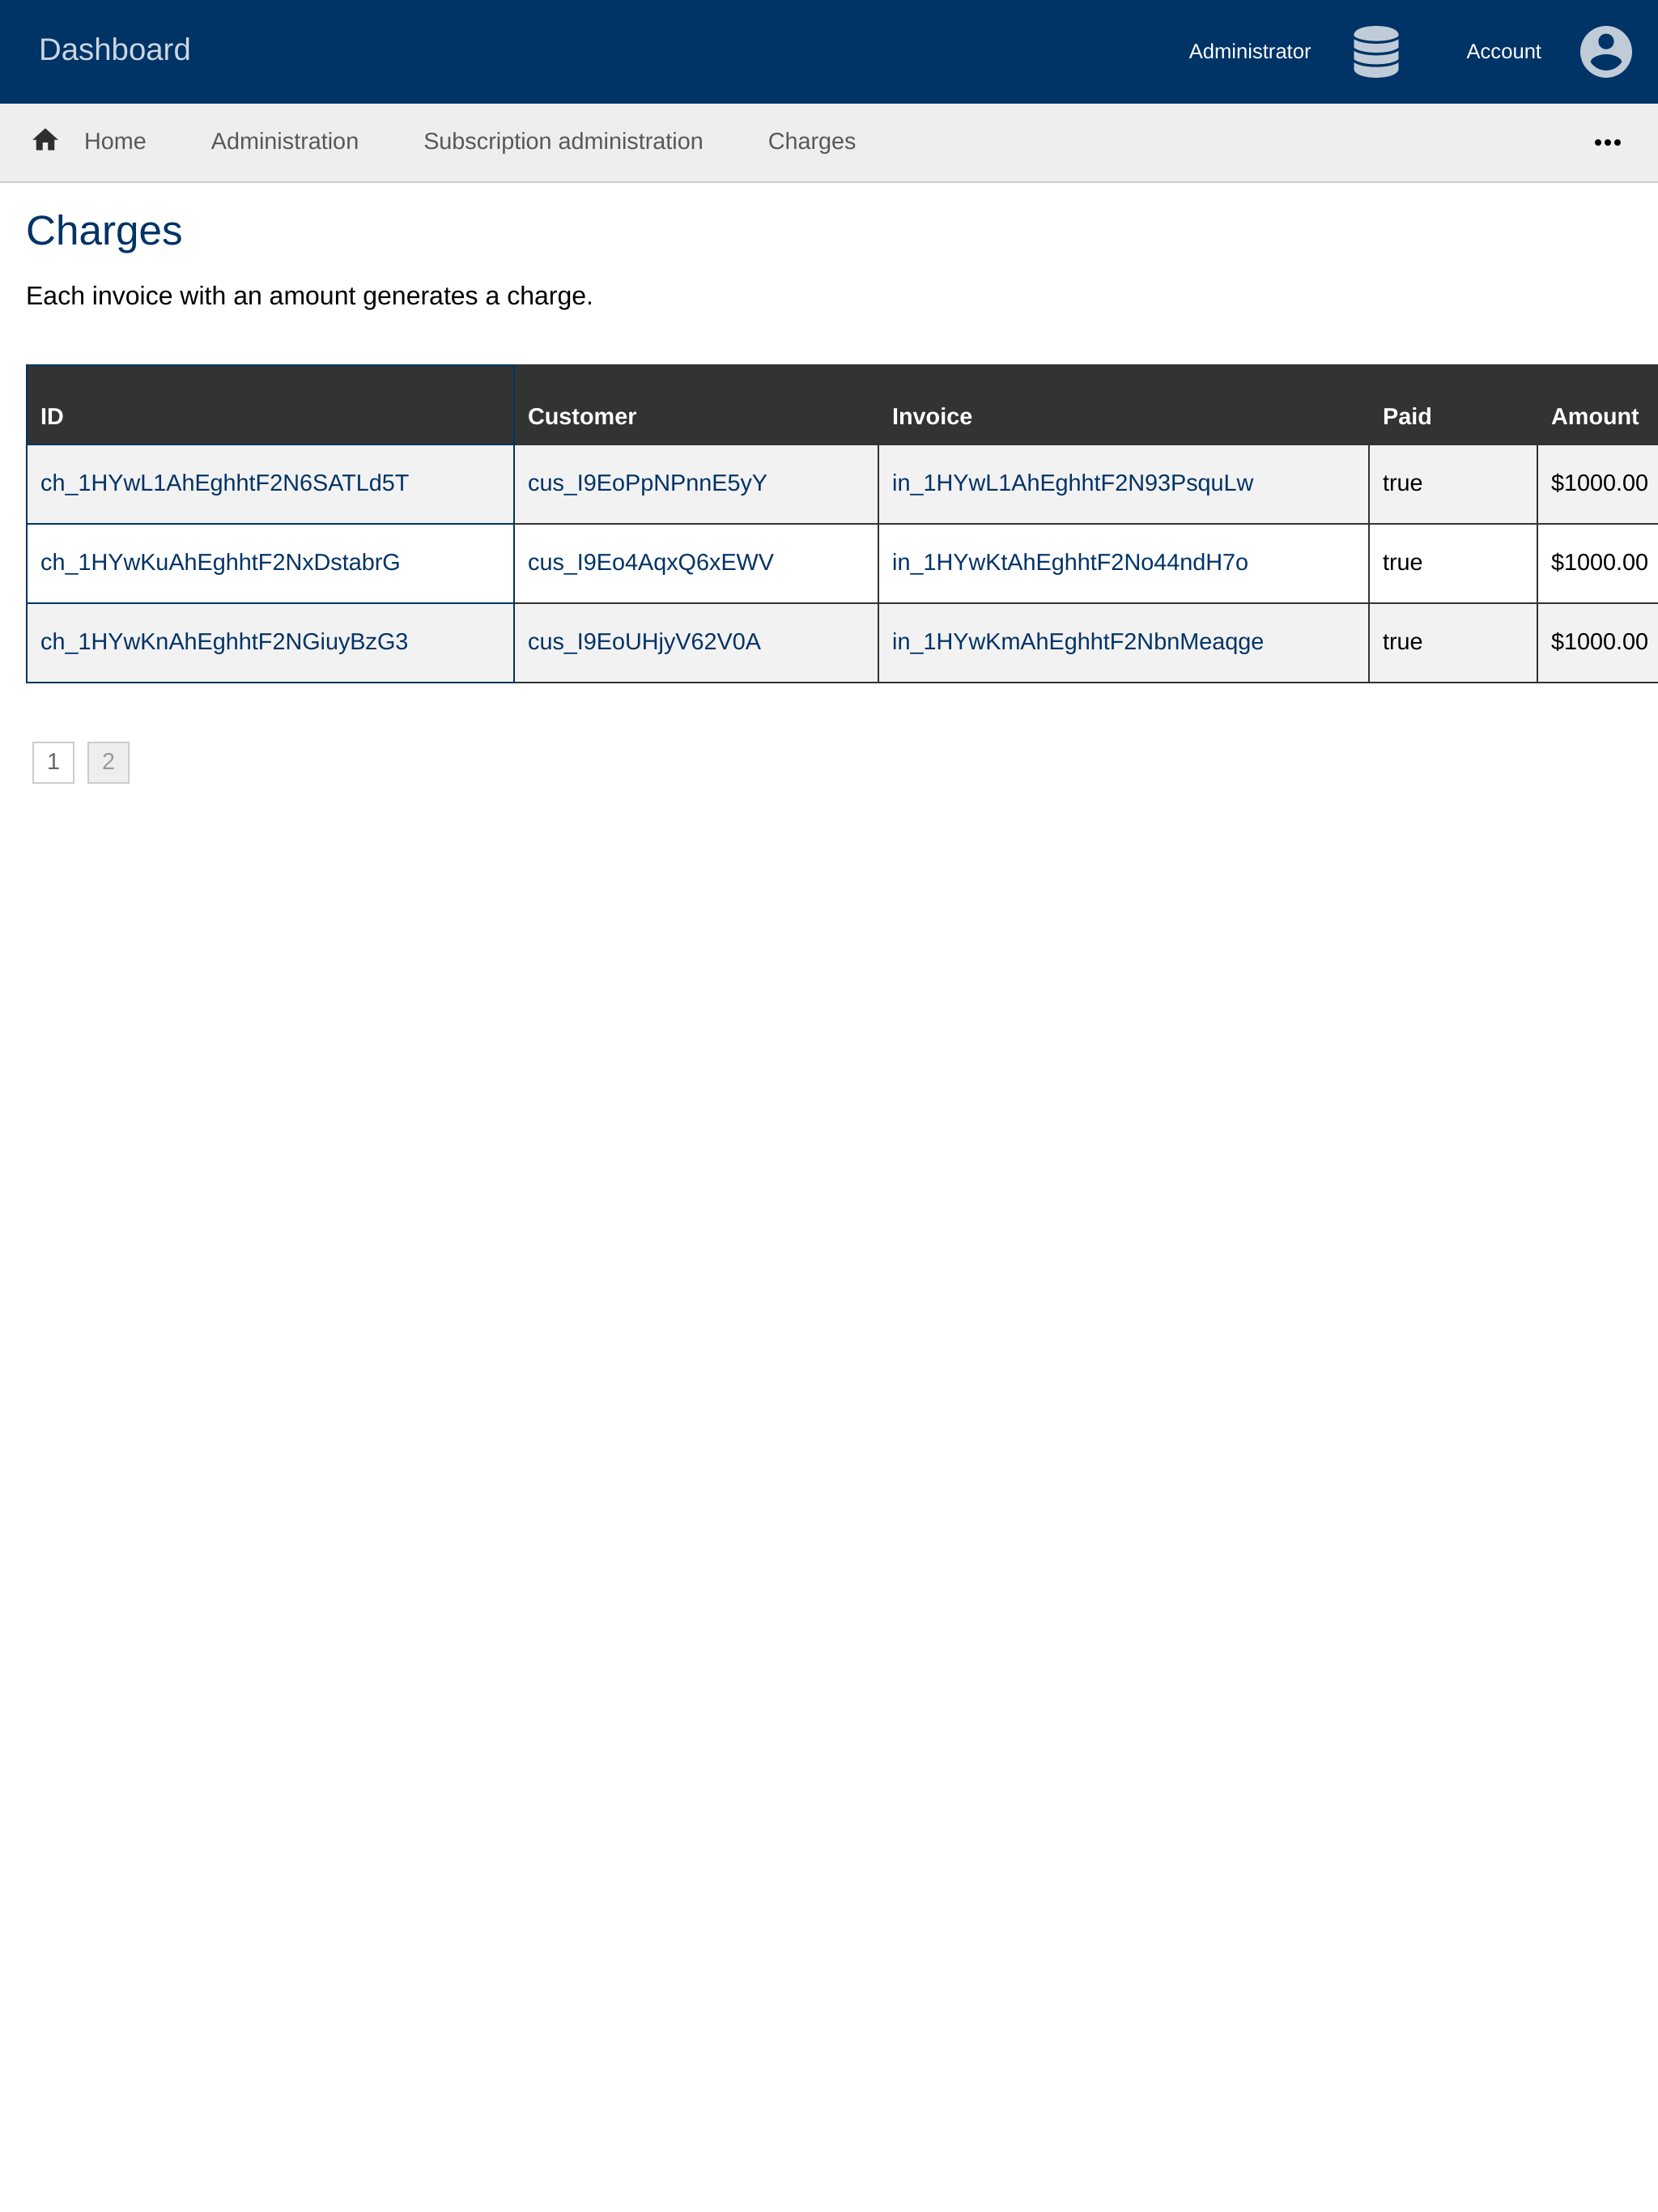 Dashboard Administrator Account
Home Administration Subscription administration Charges
Charges
Each invoice with an amount generates a charge.
ID Customer Invoice Paid Amount
ch_1HYwL1AhEghhtF2N6SATLd5T cus_I9EoPpNPnnE5yY in_1HYwL1AhEghhtF2N93PsquLw true $1000.00
ch_1HYwKuAhEghhtF2NxDstabrG cus_I9Eo4AqxQ6xEWV in_1HYwKtAhEghhtF2No44ndH7o true $1000.00
ch_1HYwKnAhEghhtF2NGiuyBzG3 cus_I9EoUHjyV62V0A in_1HYwKmAhEghhtF2NbnMeaqge true $1000.00
1 2